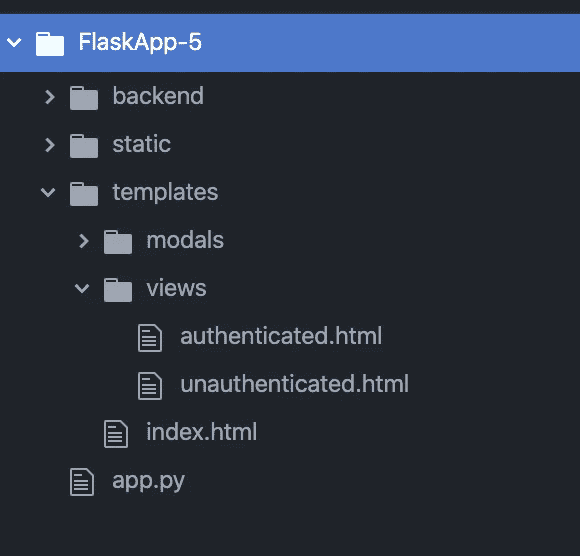 FlaskApp-5
backend
static
templates
modals
views
authenticated.html
unauthenticated.html
index.html
app.py